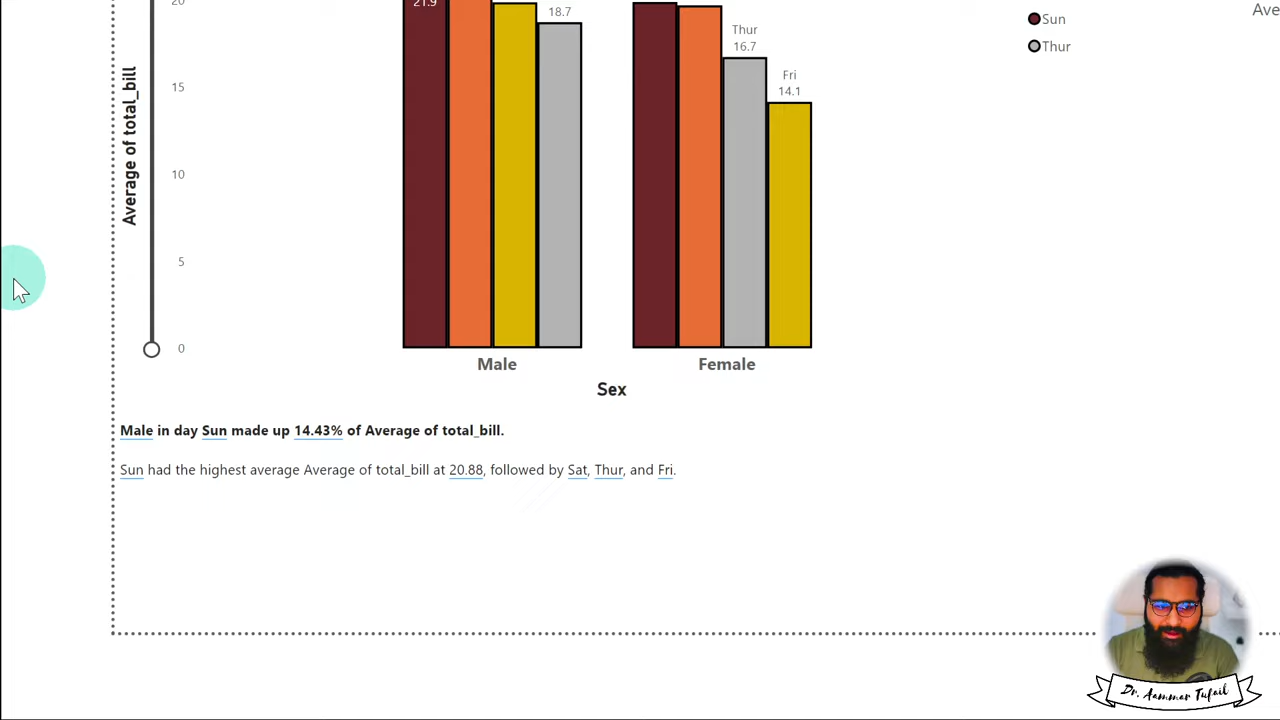 20
21.9
18.7
Sun
Ave
Thur
Thur
16.7
Fri
14.1
15
10
5
0
Average of total_bill
Male
Female
Sex
Male in day Sun made up 14.43% of Average of total_bill.
Sun had the highest average Average of total_bill at 20.88, followed by Sat, Thur, and Fri.
Dr. Aammar Tufail